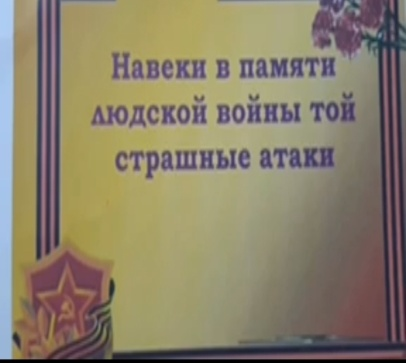 Навеки в памяти
людской войны той
страшные атаки